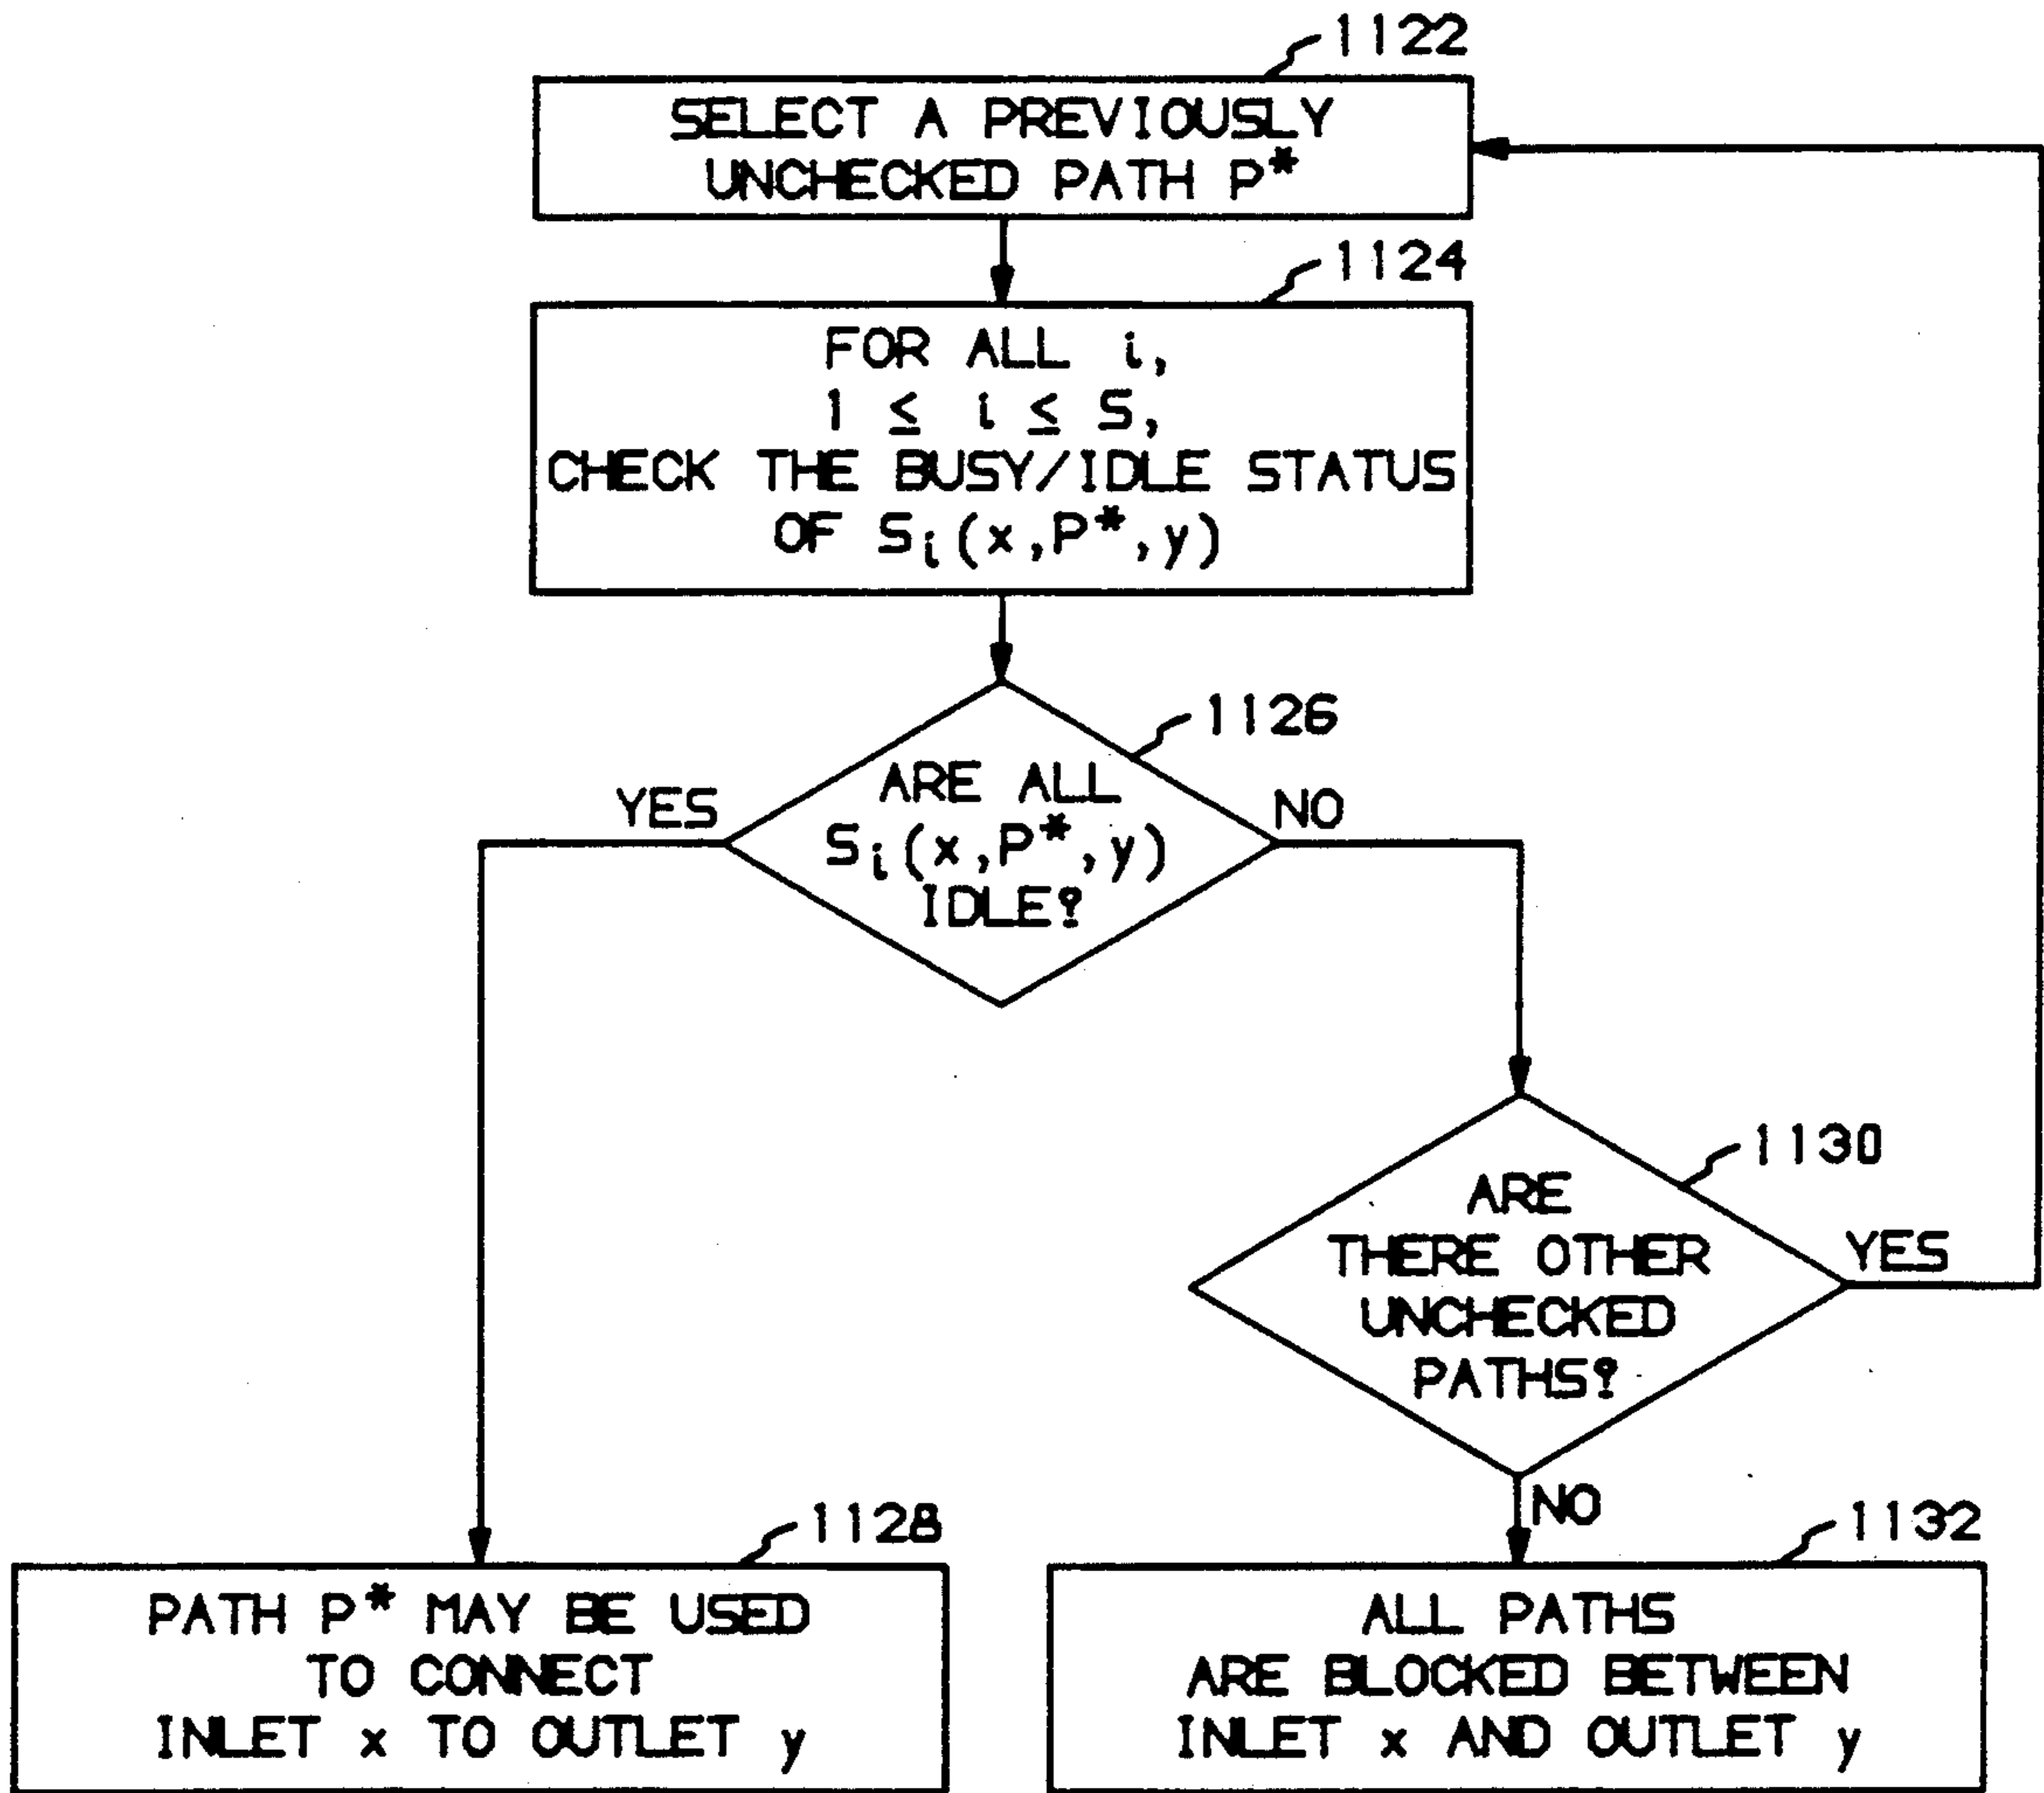 1122
SELECT A PREVIOUSLY
UNCHECKED PATH P*
1124
FOR ALL i,
1 ≤ i ≤ S,
CHECK THE BUSY/IDLE STATUS
OF Sᵢ(x,P*,y)
1126
ARE ALL
Sᵢ(x,P*,y)
IDLE?
YES
NO
1130
ARE
THERE OTHER
UNCHECKED
PATHS?
YES
NO
1128
PATH P* MAY BE USED
TO CONNECT
INLET x TO OUTLET y
1132
ALL PATHS
ARE BLOCKED BETWEEN
INLET x AND OUTLET y